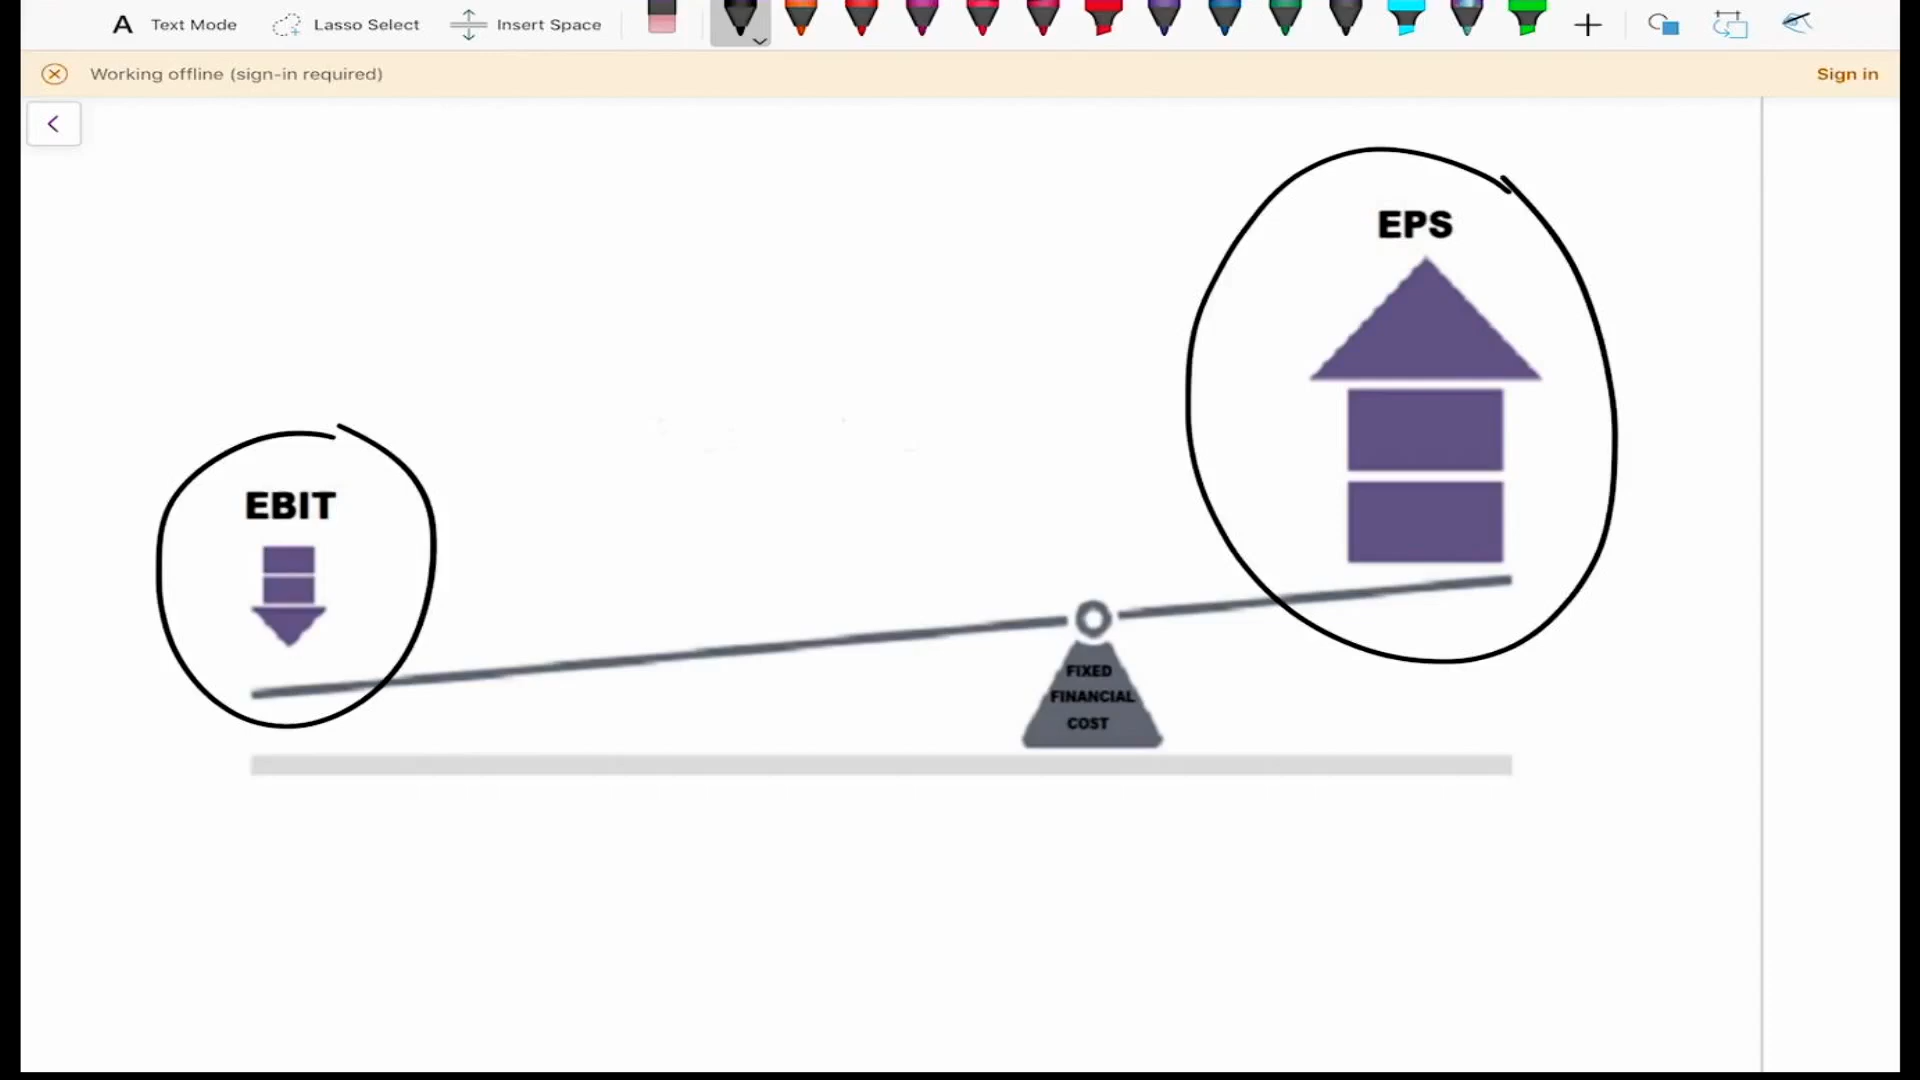 A Text Mode Lasso Select Insert Space
Working offline (sign-in required) Sign in
EPS
EBIT
FIXED
FINANCIAL
COST